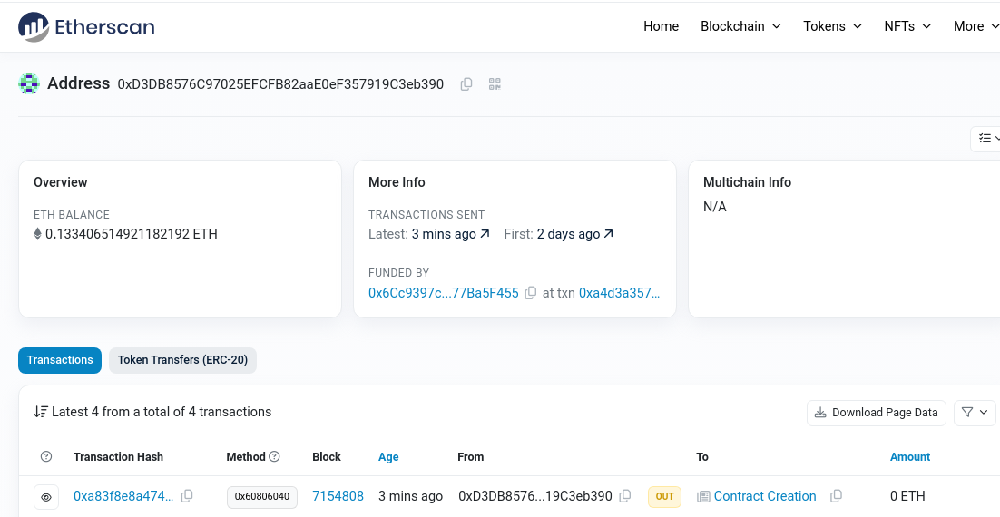 Etherscan
Home Blockchain Tokens NFTs More
Address 0xD3DB8576C97025EFCFB82aaE0eF357919C3eb390
Overview
ETH BALANCE
0.133406514921182192 ETH
More Info
TRANSACTIONS SENT
Latest: 3 mins ago First: 2 days ago
FUNDED BY
0x6Cc9397c...77Ba5F455 at txn 0xa4d3a357...
Multichain Info
N/A
Transactions Token Transfers (ERC-20)
Latest 4 from a total of 4 transactions
Download Page Data
Transaction Hash Method Block Age From To Amount
0xa83f8e8a474... 0x60806040 7154808 3 mins ago 0xD3DB8576...19C3eb390 OUT Contract Creation 0 ETH